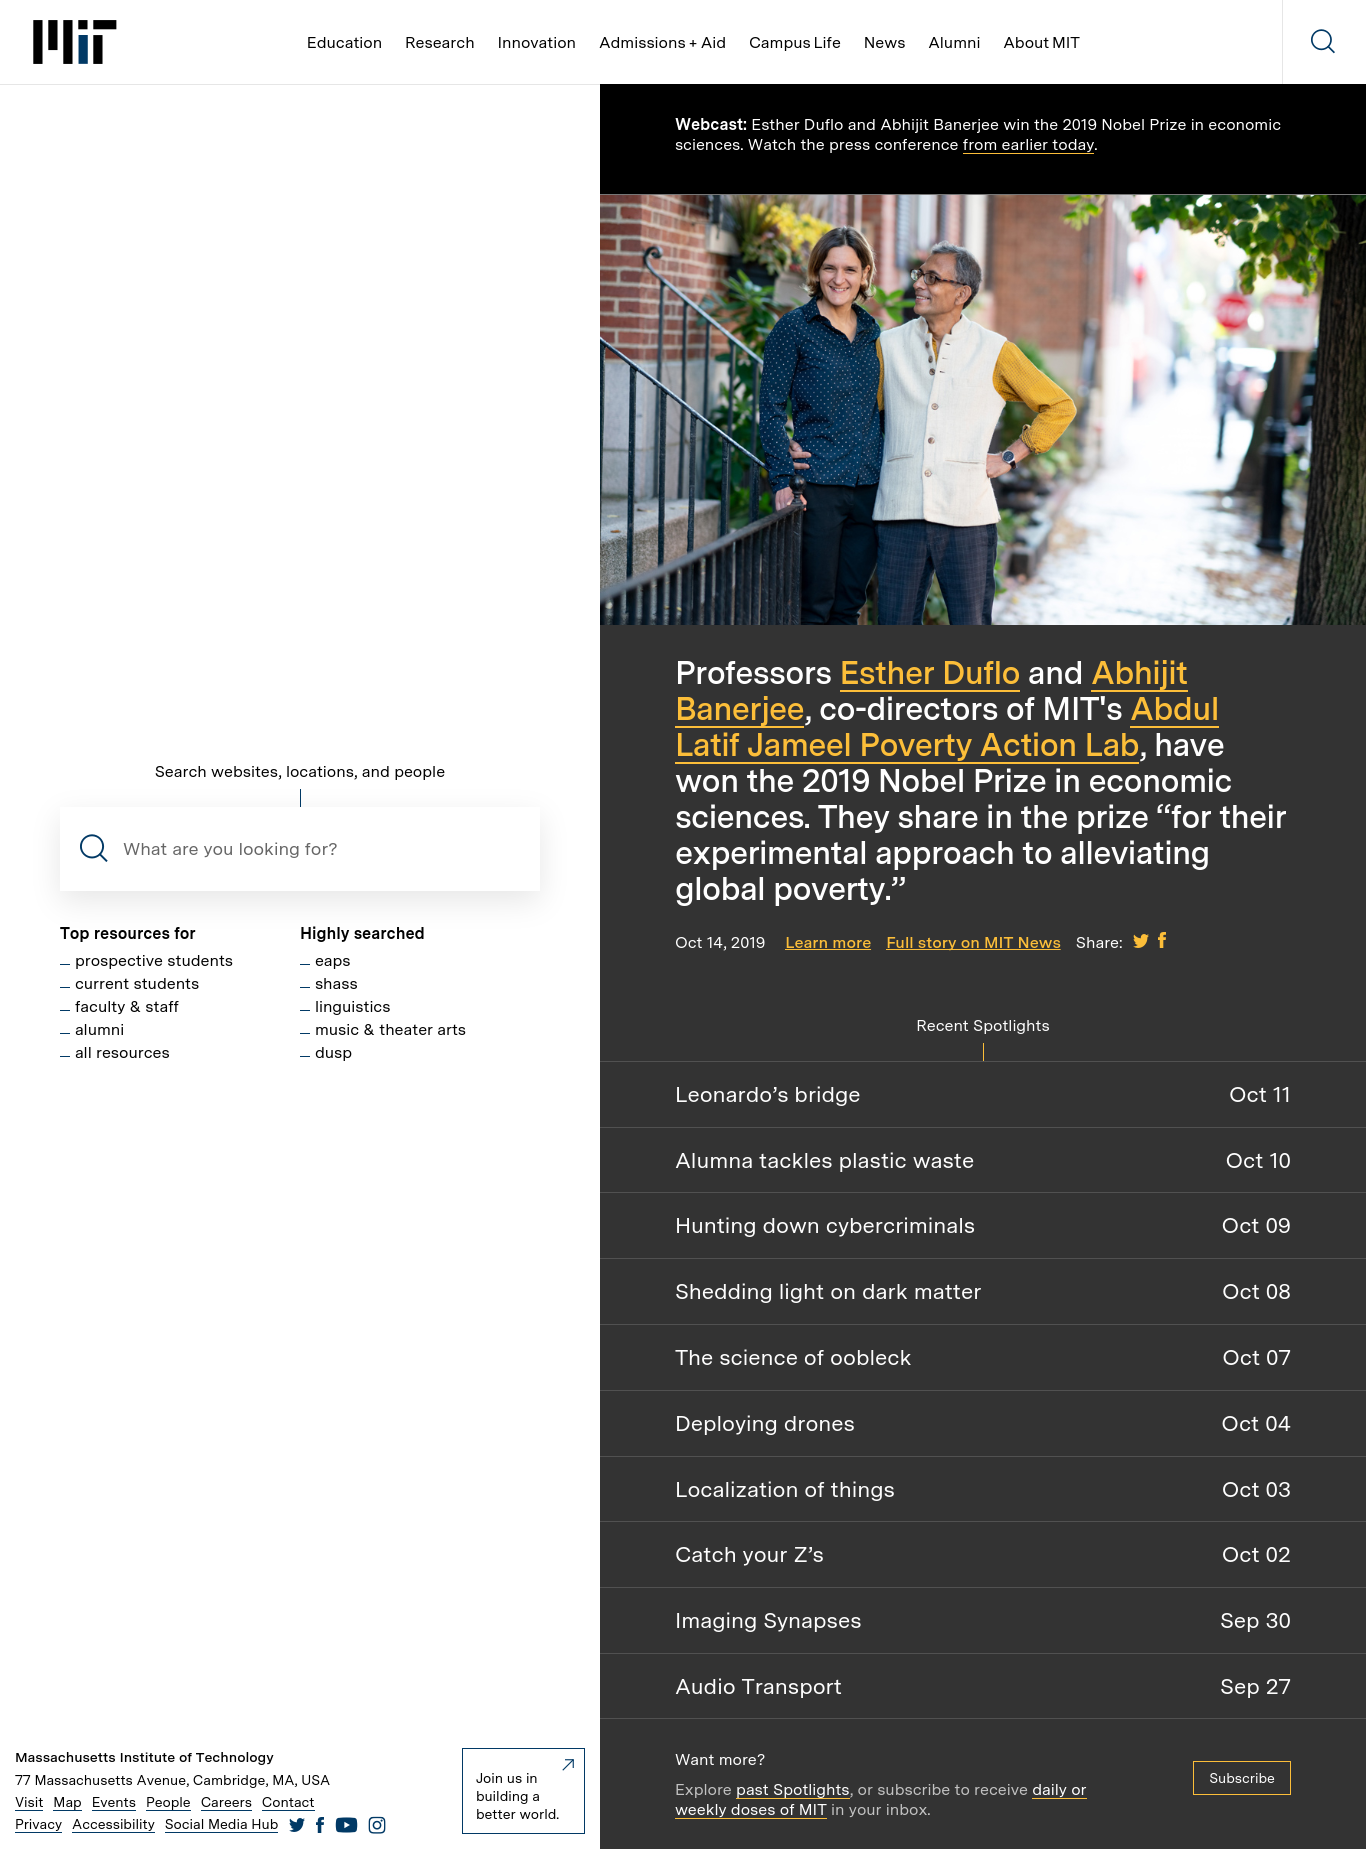 MIT
Education Research Innovation Admissions + Aid Campus Life News Alumni About MIT
Search websites, locations, and people
What are you looking for?
Top resources for
prospective students
current students
faculty & staff
alumni
all resources
Highly searched
eaps
shass
linguistics
music & theater arts
dusp
Massachusetts Institute of Technology
77 Massachusetts Avenue, Cambridge, MA, USA
Visit Map Events People Careers Contact
Privacy Accessibility Social Media Hub
Join us in
building a
better world.
Webcast: Esther Duflo and Abhijit Banerjee win the 2019 Nobel Prize in economic
sciences. Watch the press conference from earlier today.
Professors Esther Duflo and Abhijit
Banerjee, co-directors of MIT's Abdul
Latif Jameel Poverty Action Lab, have
won the 2019 Nobel Prize in economic
sciences. They share in the prize “for their
experimental approach to alleviating
global poverty.”
Oct 14, 2019 Learn more Full story on MIT News Share:
Recent Spotlights
Leonardo’s bridge Oct 11
Alumna tackles plastic waste Oct 10
Hunting down cybercriminals Oct 09
Shedding light on dark matter Oct 08
The science of oobleck Oct 07
Deploying drones Oct 04
Localization of things Oct 03
Catch your Z’s Oct 02
Imaging Synapses Sep 30
Audio Transport Sep 27
Want more?
Explore past Spotlights, or subscribe to receive daily or
weekly doses of MIT in your inbox.
Subscribe